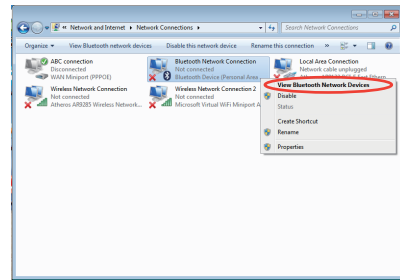 « Network and Internet ▸ Network Connections ▸
Search Network Connections
Organize ▾ View Bluetooth network devices Disable this network device Rename this connection »
ABC connection
Disconnected
WAN Miniport (PPPOE)
Bluetooth Network Connection
Not connected
Bluetooth Device (Personal Area
Local Area Connection
Network cable unplugged
Wireless Network Connection
Not connected
Atheros AR9285 Wireless Network...
Wireless Network Connection 2
Not connected
Microsoft Virtual WiFi Miniport A
View Bluetooth Network Devices
Disable
Status
Create Shortcut
Rename
Properties